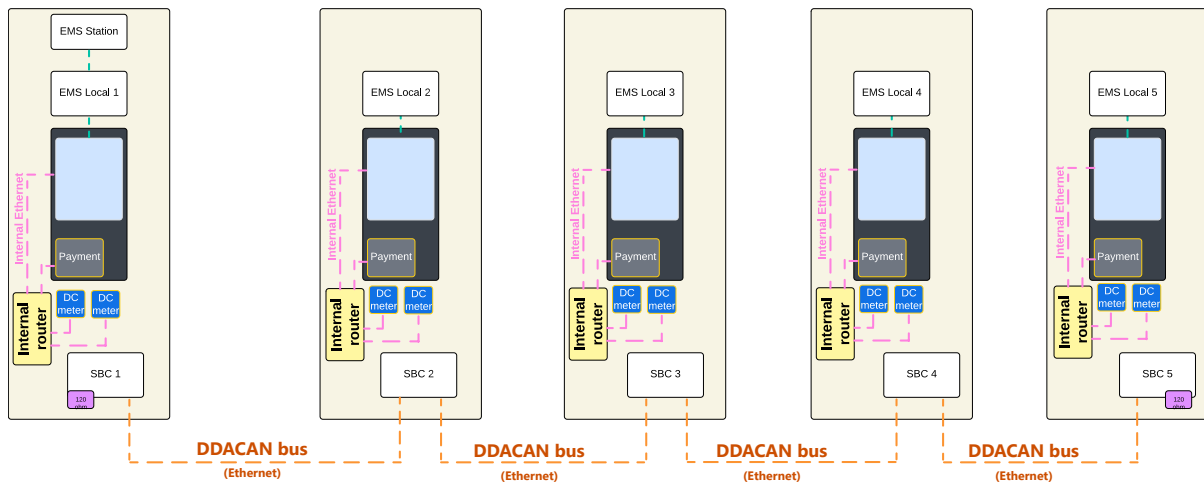 EMS Station
EMS Local 1
Internal Ethernet
Payment
Internal
router
DC
meter
DC
meter
SBC 1
120
ohm
EMS Local 2
Internal Ethernet
Payment
Internal
router
DC
meter
DC
meter
SBC 2
EMS Local 3
Internal Ethernet
Payment
Internal
router
DC
meter
DC
meter
SBC 3
EMS Local 4
Internal Ethernet
Payment
Internal
router
DC
meter
DC
meter
SBC 4
EMS Local 5
Internal Ethernet
Payment
Internal
router
DC
meter
DC
meter
SBC 5
120
ohm
DDACAN bus
(Ethernet)
DDACAN bus
(Ethernet)
DDACAN bus
(Ethernet)
DDACAN bus
(Ethernet)